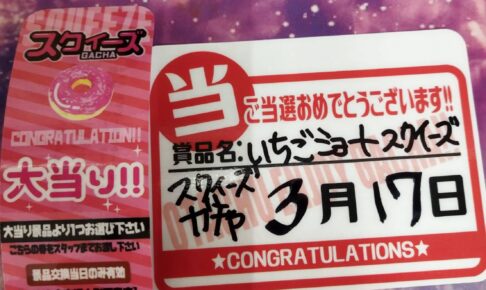 SQUEEZE
スクイーズ
GACHA
CONGRATULATION!!
大当り!!
大当り景品より1つお選び下さい
こちらの券をスタッフまでお渡し下さい
景品交換当日のみ有効
当
ご当選おめでとうございます!!
賞品名:いちごショートスクイーズ
スクイーズ
ガチャ
3月17日
★CONGRATULATIONS★